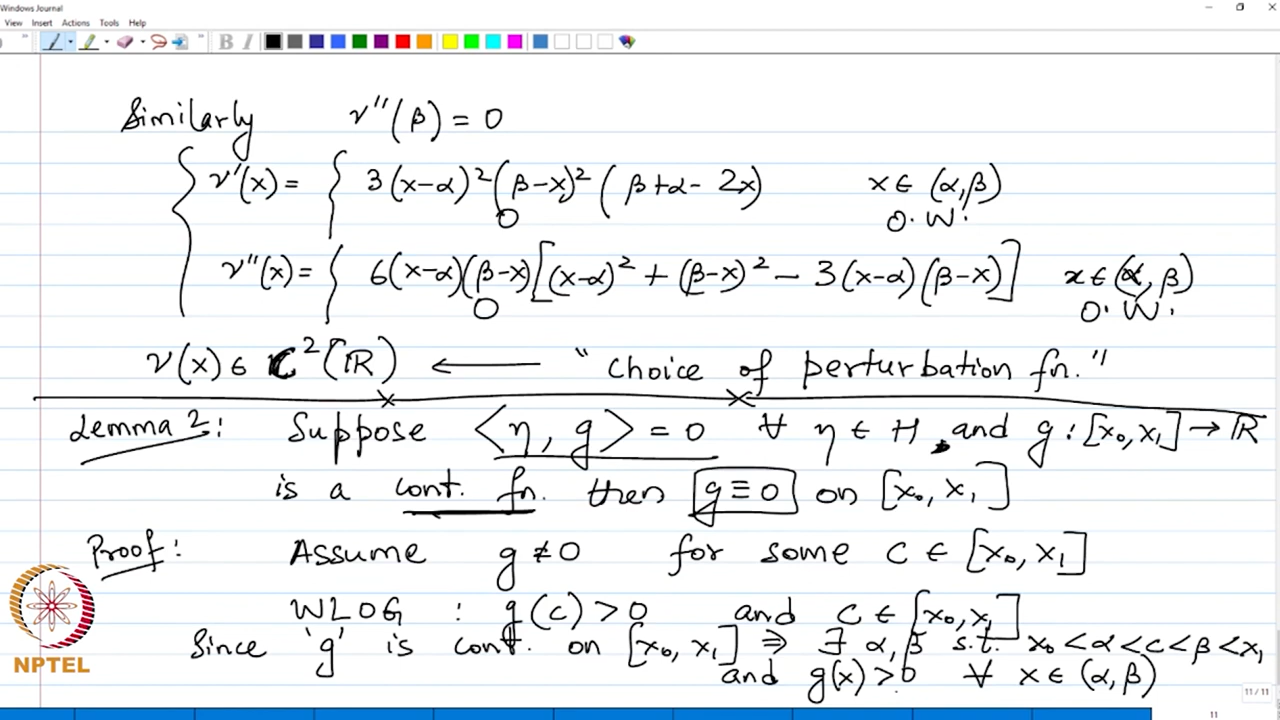 Windows Journal
View Insert Actions Tools Help
Similarly ν''(β) = 0
ν'(x) = { 3(x-α)²(β-x)²(β+α-2x) x ∈ (α,β)
0 O.W.
ν''(x) = { 6(x-α)(β-x)[(x-α)² + (β-x)² - 3(x-α)(β-x)] x ∈ (α,β)
0 O.W.
ν(x) ∈ C²(ℝ) ← "choice of perturbation fn."
Lemma 2: Suppose <η, g> = 0 ∀ η ∈ H, and g : [x₀, x₁] → ℝ
is a cont. fn. then g ≡ 0 on [x₀, x₁]
Proof: Assume g ≢ 0 for some c ∈ [x₀, x₁]
WLOG : g(c) > 0 and c ∈ [x₀, x₁]
Since 'g' is cont. on [x₀, x₁] ⇒ ∃ α, β s.t. x₀ < α < c < β < x₁
and g(x) > 0 ∀ x ∈ (α, β)
NPTEL
11 / 11
11